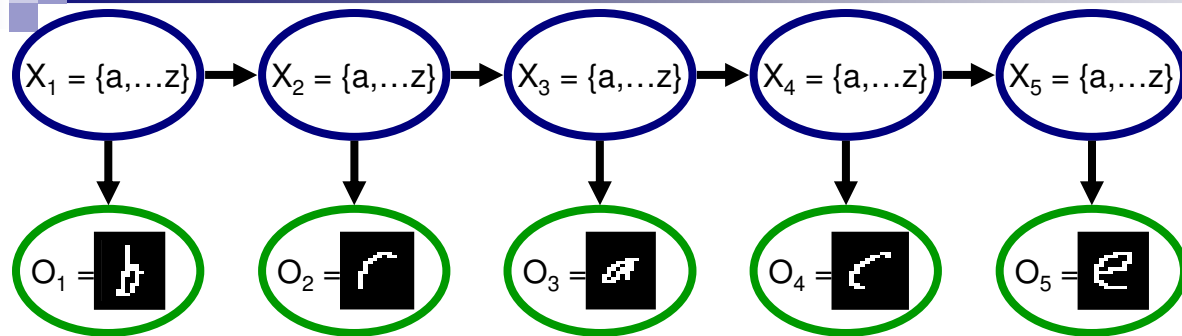 X₁ = {a,…z} X₂ = {a,…z} X₃ = {a,…z} X₄ = {a,…z} X₅ = {a,…z}
O₁ = b O₂ = r O₃ = a O₄ = c O₅ = e